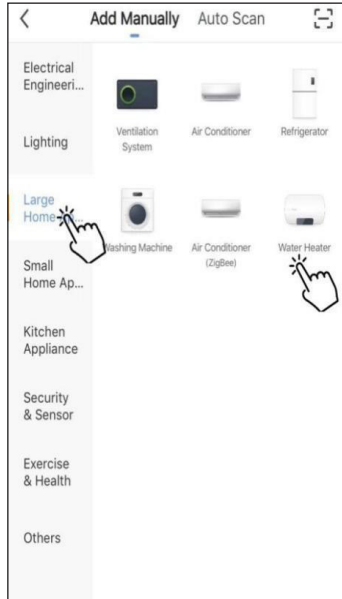 Add Manually Auto Scan
Electrical
Engineeri...
Lighting
Large
Home
Small
Home Ap...
Kitchen
Appliance
Security
& Sensor
Exercise
& Health
Others
Ventilation
System
Air Conditioner
Refrigerator
Washing Machine
Air Conditioner
(ZigBee)
Water Heater